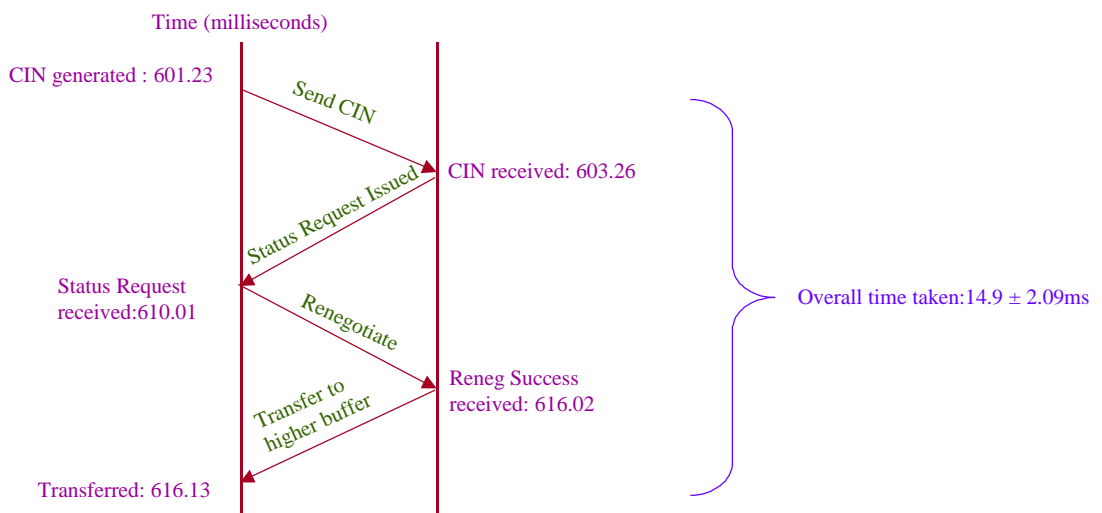 Time (milliseconds)
CIN generated : 601.23
Send CIN
CIN received: 603.26
Status Request Issued
Status Request
received:610.01
Renegotiate
Overall time taken:14.9 ± 2.09ms
Reneg Success
received: 616.02
Transfer to
higher buffer
Transferred: 616.13